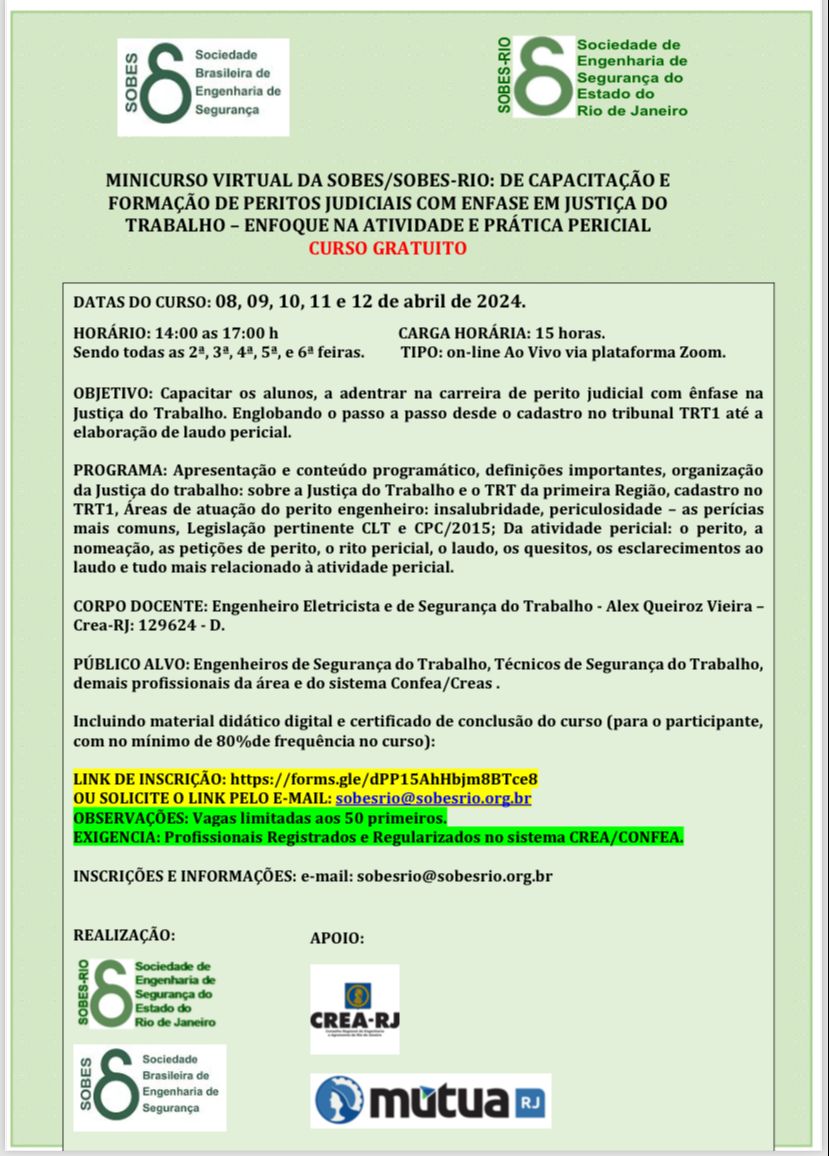 SOBES
Sociedade
Brasileira de
Engenharia de
Segurança
SOBES-RIO
Sociedade de
Engenharia de
Segurança do
Estado do
Rio de Janeiro
MINICURSO VIRTUAL DA SOBES/SOBES-RIO: DE CAPACITAÇÃO E
FORMAÇÃO DE PERITOS JUDICIAIS COM ENFASE EM JUSTIÇA DO
TRABALHO – ENFOQUE NA ATIVIDADE E PRÁTICA PERICIAL
CURSO GRATUITO
DATAS DO CURSO: 08, 09, 10, 11 e 12 de abril de 2024.
HORÁRIO: 14:00 as 17:00 h CARGA HORÁRIA: 15 horas.
Sendo todas as 2ª, 3ª, 4ª, 5ª, e 6ª feiras. TIPO: on-line Ao Vivo via plataforma Zoom.
OBJETIVO: Capacitar os alunos, a adentrar na carreira de perito judicial com ênfase na
Justiça do Trabalho. Englobando o passo a passo desde o cadastro no tribunal TRT1 até a
elaboração de laudo pericial.
PROGRAMA: Apresentação e conteúdo programático, definições importantes, organização
da Justiça do trabalho: sobre a Justiça do Trabalho e o TRT da primeira Região, cadastro no
TRT1, Áreas de atuação do perito engenheiro: insalubridade, periculosidade – as perícias
mais comuns, Legislação pertinente CLT e CPC/2015; Da atividade pericial: o perito, a
nomeação, as petições de perito, o rito pericial, o laudo, os quesitos, os esclarecimentos ao
laudo e tudo mais relacionado à atividade pericial.
CORPO DOCENTE: Engenheiro Eletricista e de Segurança do Trabalho - Alex Queiroz Vieira –
Crea-RJ: 129624 - D.
PÚBLICO ALVO: Engenheiros de Segurança do Trabalho, Técnicos de Segurança do Trabalho,
demais profissionais da área e do sistema Confea/Creas .
Incluindo material didático digital e certificado de conclusão do curso (para o participante,
com no mínimo de 80%de frequência no curso):
LINK DE INSCRIÇÃO: https://forms.gle/dPP15AhHbjm8BTce8
OU SOLICITE O LINK PELO E-MAIL: sobesrio@sobesrio.org.br
OBSERVAÇÕES: Vagas limitadas aos 50 primeiros.
EXIGENCIA: Profissionais Registrados e Regularizados no sistema CREA/CONFEA.
INSCRIÇÕES E INFORMAÇÕES: e-mail: sobesrio@sobesrio.org.br
REALIZAÇÃO:
APOIO:
SOBES-RIO
Sociedade de
Engenharia de
Segurança do
Estado do
Rio de Janeiro
CREA-RJ
Conselho Regional de Engenharia
e Agronomia do Rio de Janeiro
SOBES
Sociedade
Brasileira de
Engenharia de
Segurança
mútua RJ